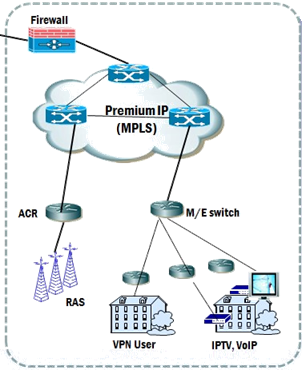 Firewall
Premium IP
(MPLS)
ACR
M/E switch
RAS
VPN User
IPTV, VoIP